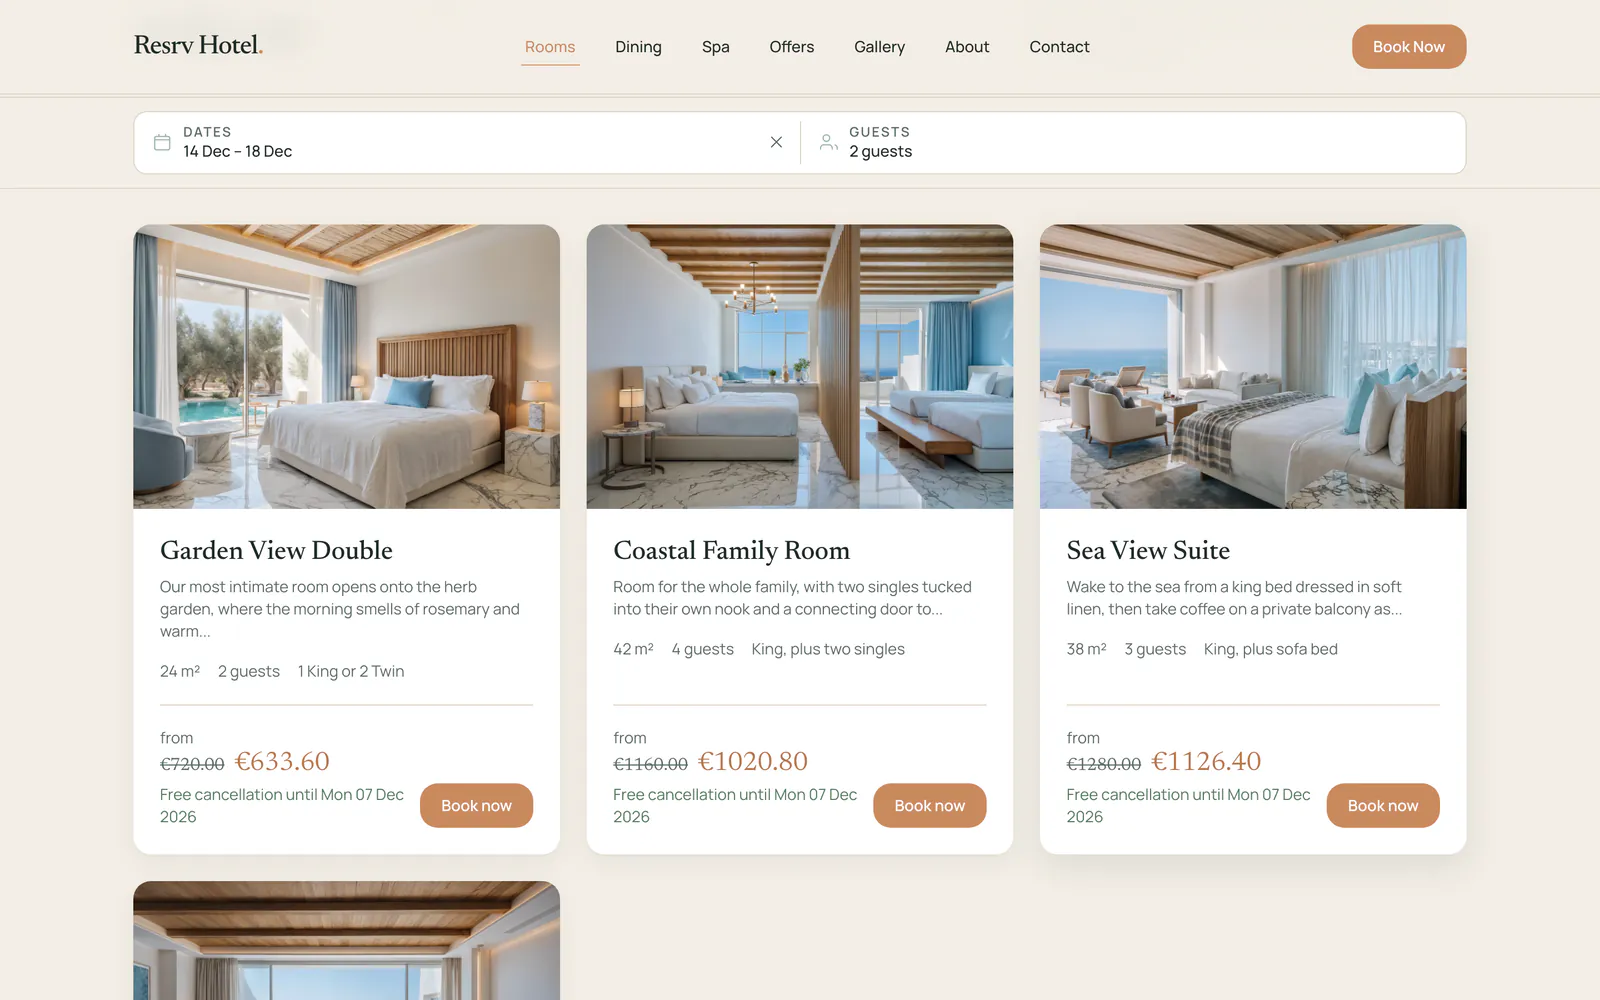 Resrv Hotel.
Rooms
Dining
Spa
Offers
Gallery
About
Contact
Book Now
DATES
14 Dec – 18 Dec
GUESTS
2 guests
Garden View Double
Our most intimate room opens onto the herb
garden, where the morning smells of rosemary and
warm...
24 m² 2 guests 1 King or 2 Twin
from
€720.00 €633.60
Free cancellation until Mon 07 Dec
2026
Book now
Coastal Family Room
Room for the whole family, with two singles tucked
into their own nook and a connecting door to...
42 m² 4 guests King, plus two singles
from
€1160.00 €1020.80
Free cancellation until Mon 07 Dec
2026
Book now
Sea View Suite
Wake to the sea from a king bed dressed in soft
linen, then take coffee on a private balcony as...
38 m² 3 guests King, plus sofa bed
from
€1280.00 €1126.40
Free cancellation until Mon 07 Dec
2026
Book now